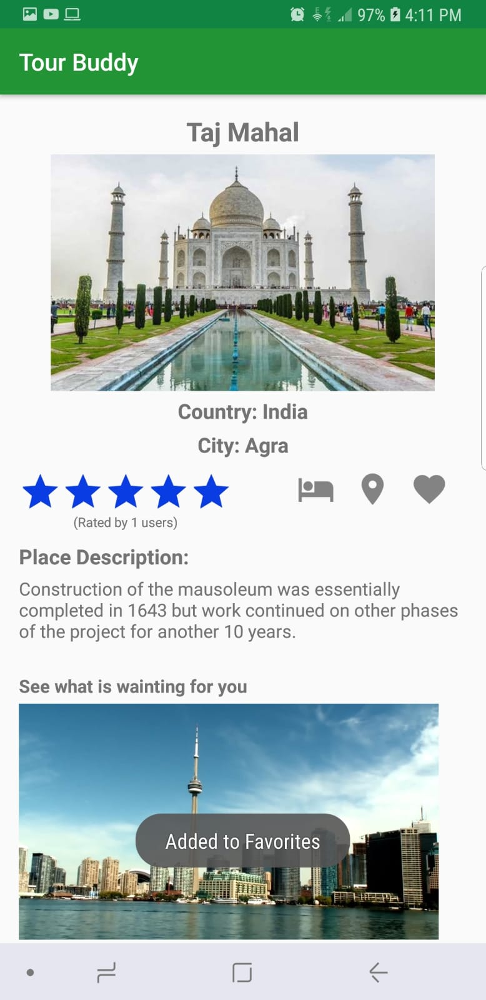 97% 4:11 PM
Tour Buddy
Taj Mahal
Country: India
City: Agra
(Rated by 1 users)
Place Description:
Construction of the mausoleum was essentially
completed in 1643 but work continued on other phases
of the project for another 10 years.
See what is wainting for you
Added to Favorites